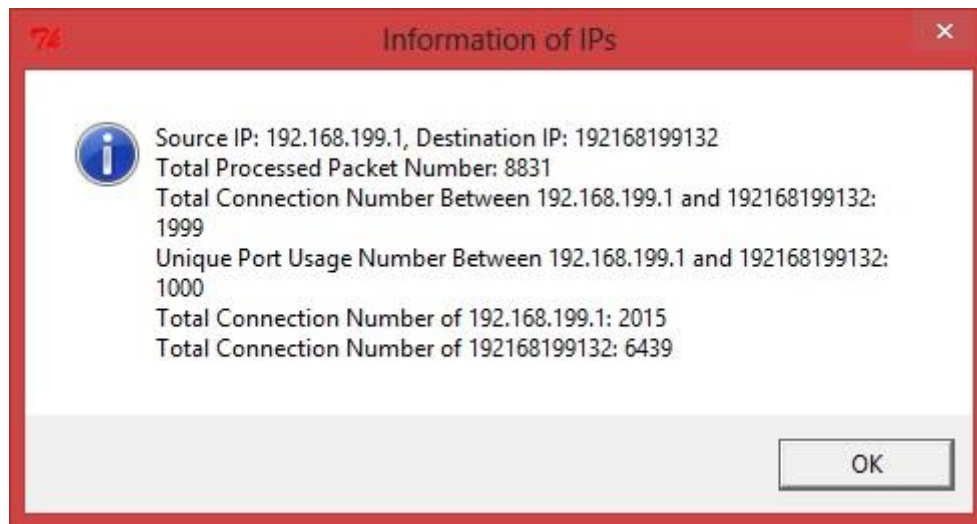 Information of IPs
Source IP: 192.168.199.1, Destination IP: 192168199132
Total Processed Packet Number: 8831
Total Connection Number Between 192.168.199.1 and 192168199132:
1999
Unique Port Usage Number Between 192.168.199.1 and 192168199132:
1000
Total Connection Number of 192.168.199.1: 2015
Total Connection Number of 192168199132: 6439
OK